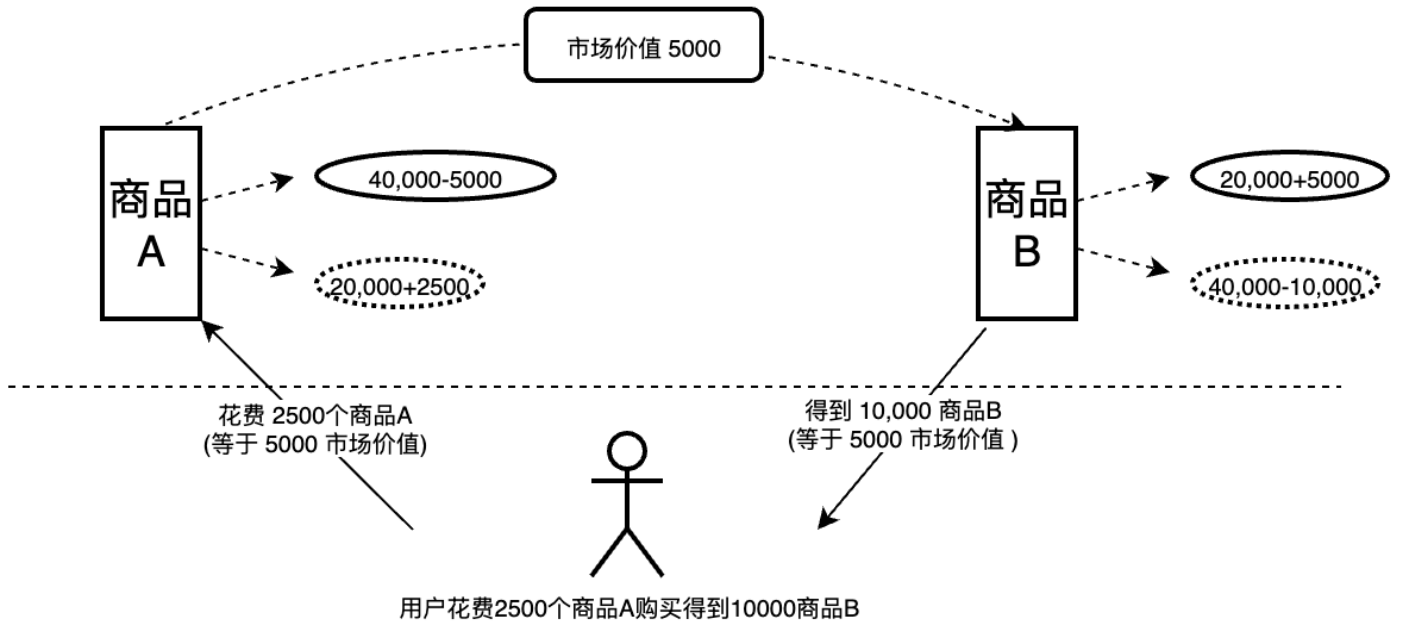 市场价值 5000
商品
A
40,000-5000
20,000+2500
商品
B
20,000+5000
40,000-10,000
花费 2500个商品A
(等于 5000 市场价值)
得到 10,000 商品B
(等于 5000 市场价值 )
用户花费2500个商品A购买得到10000商品B